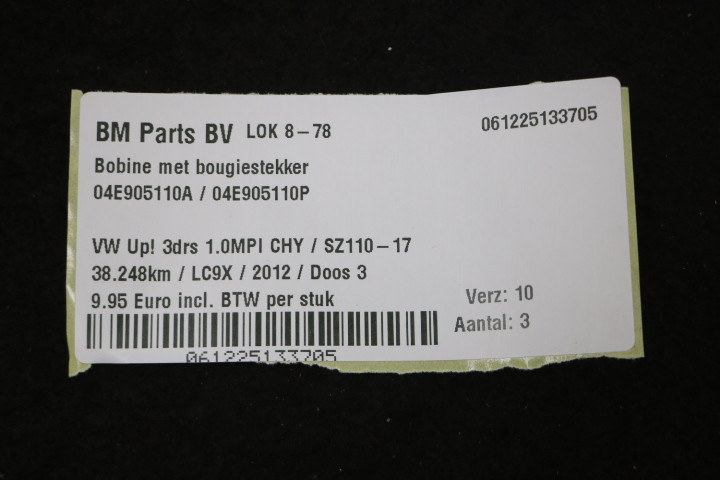 BM Parts BV LOK 8-78
061225133705
Bobine met bougiestekker
04E905110A / 04E905110P
VW Up! 3drs 1.0MPI CHY / SZ110-17
38.248km / LC9X / 2012 / Doos 3
9.95 Euro incl. BTW per stuk
Verz: 10
Aantal: 3
061225133705